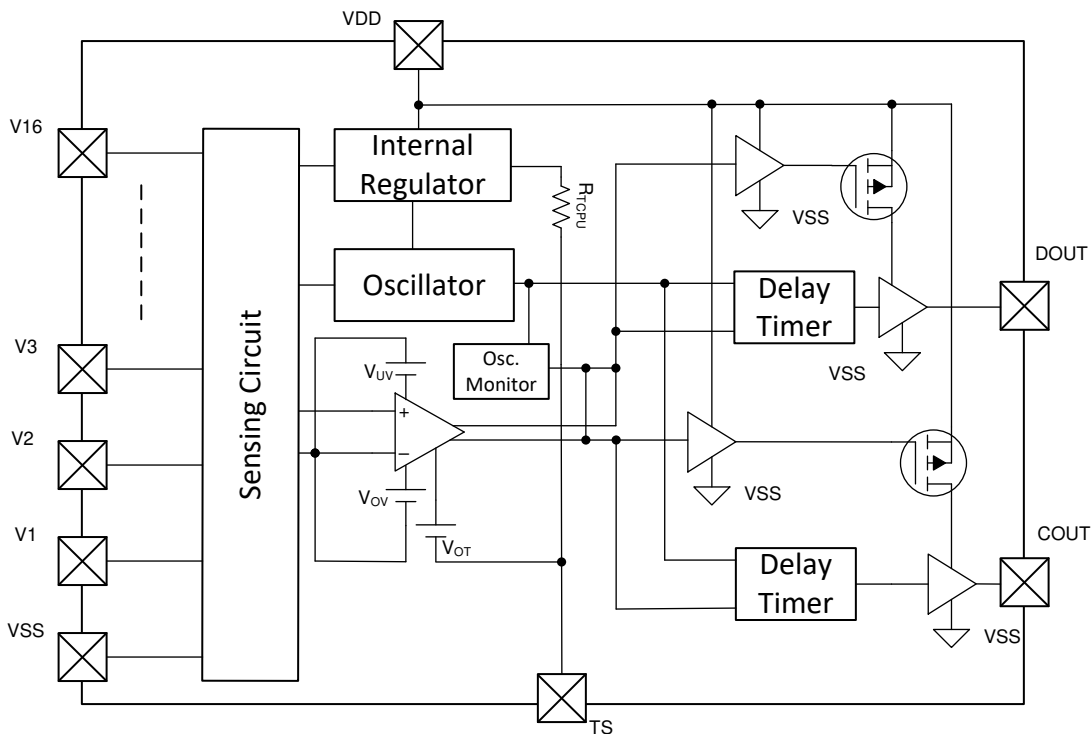 VDD
V16
Internal
Regulator
RTCPU
VSS
Oscillator
DOUT
Delay
Timer
Sensing Circuit
V3
VUV
Osc.
Monitor
VSS
+
V2
−
VSS
VOV
V1
VOT
COUT
Delay
Timer
VSS
VSS
TS